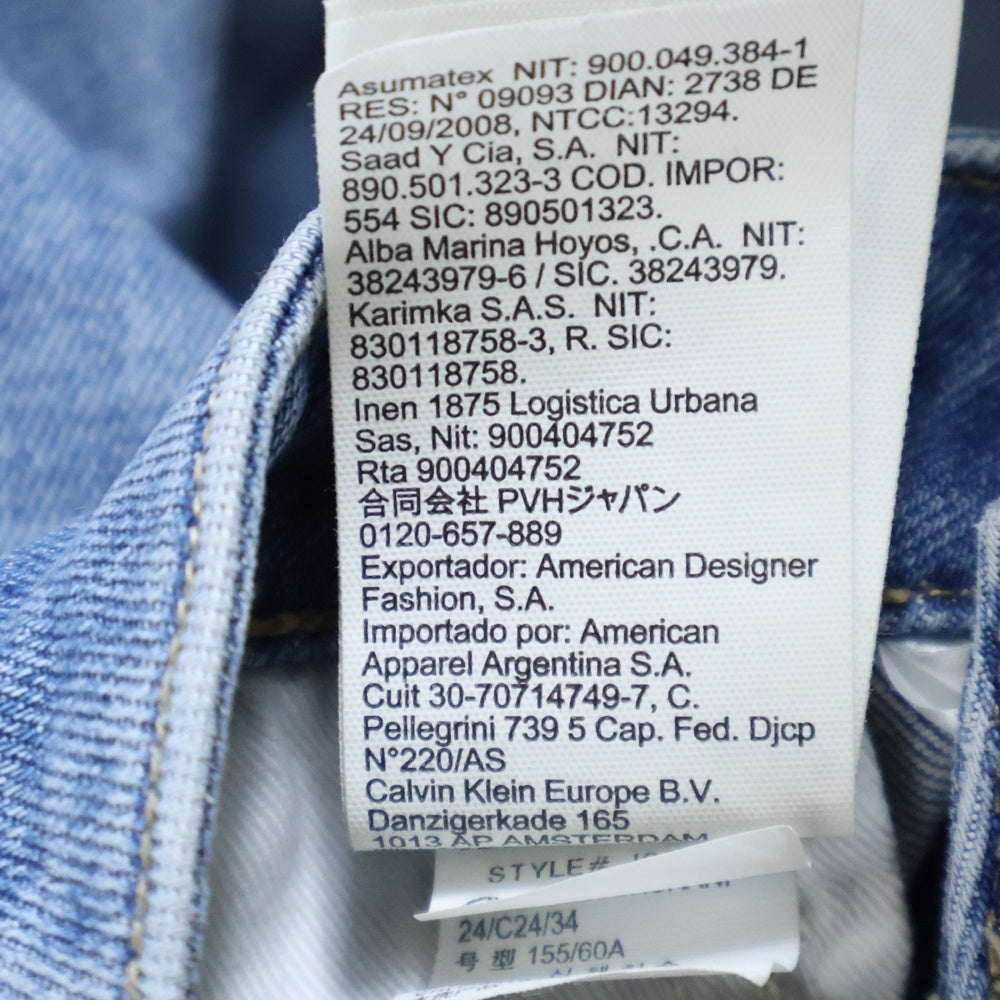 Asumatex NIT: 900.049.384-1
RES: N° 09093 DIAN: 2738 DE
24/09/2008, NTCC:13294.
Saad Y Cia, S.A. NIT:
890.501.323-3 COD. IMPOR:
554 SIC: 890501323.
Alba Marina Hoyos, .C.A. NIT:
38243979-6 / SIC. 38243979.
Karimka S.A.S. NIT:
830118758-3, R. SIC:
830118758.
Inen 1875 Logistica Urbana
Sas, Nit: 900404752
Rta 900404752
合同会社 PVHジャパン
0120-657-889
Exportador: American Designer
Fashion, S.A.
Importado por: American
Apparel Argentina S.A.
Cuit 30-70714749-7, C.
Pellegrini 739 5 Cap. Fed. Djcp
N°220/AS
Calvin Klein Europe B.V.
Danzigerkade 165
1013 AP AMSTERDAM
STYLE#
24/C24/34
号型 155/60A